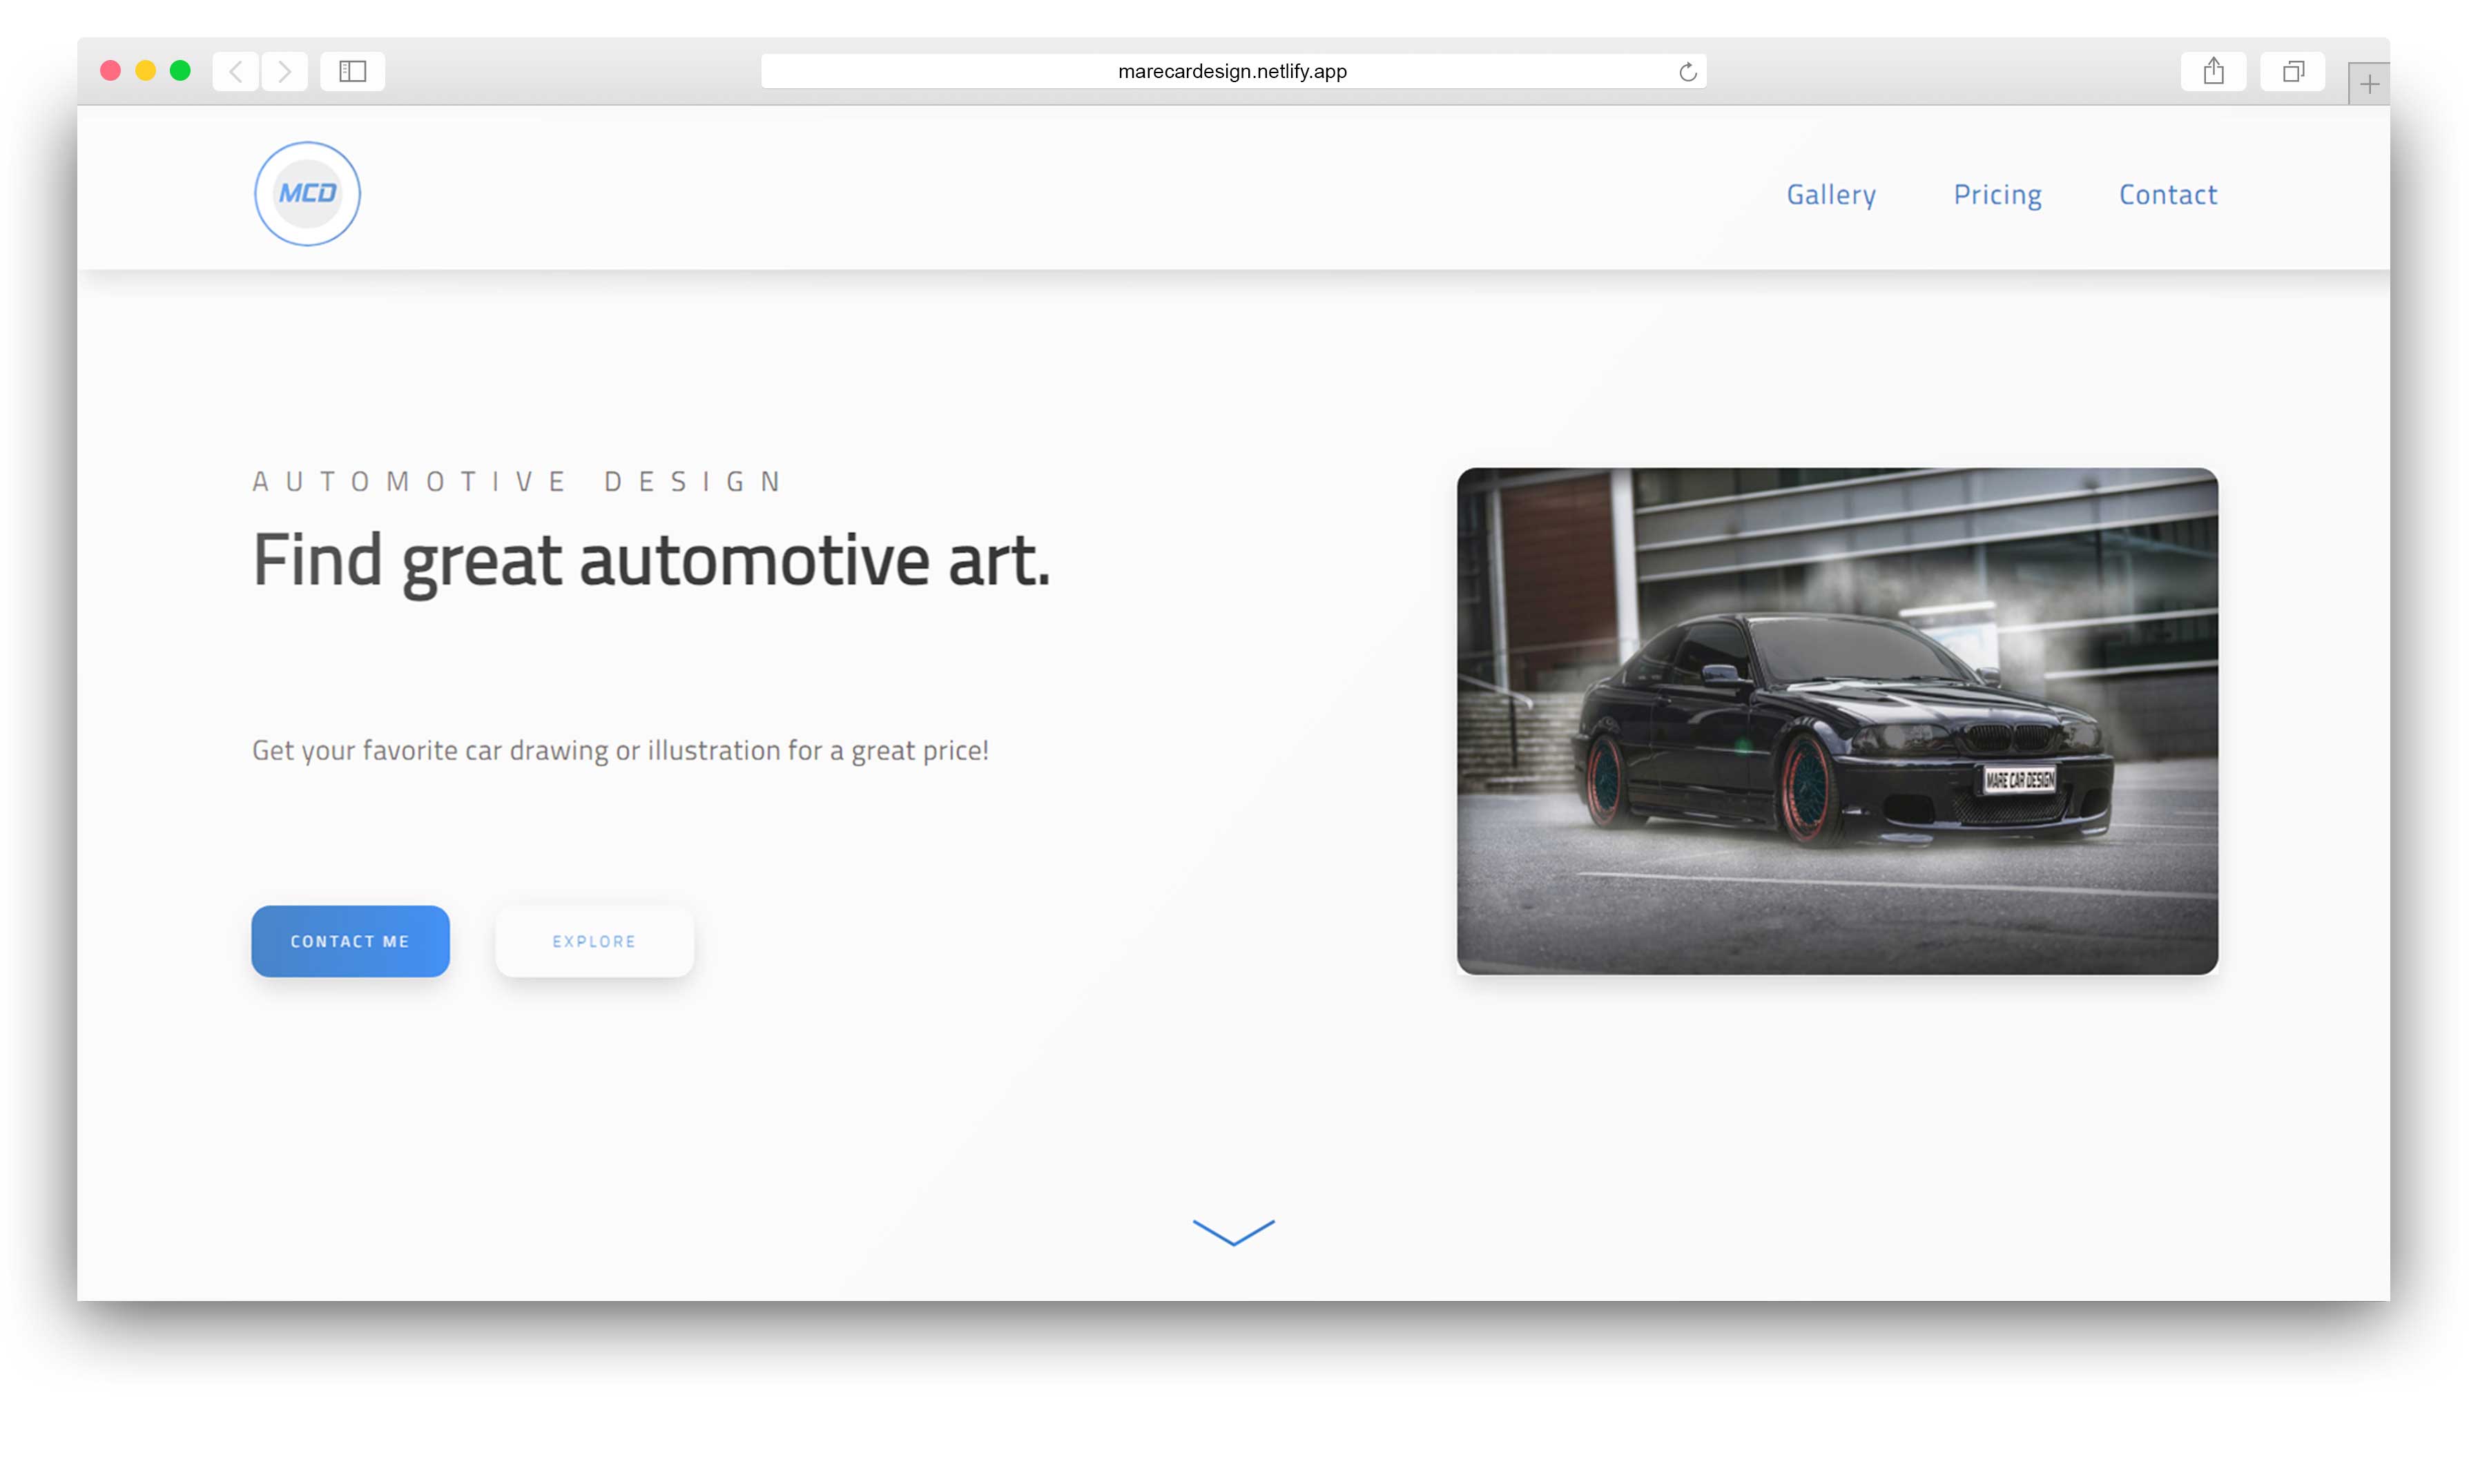 marecardesign.netlify.app
MCD
Gallery Pricing Contact
AUTOMOTIVE DESIGN
Find great automotive art.
Get your favorite car drawing or illustration for a great price!
MARE CAR DESIGN
CONTACT ME EXPLORE